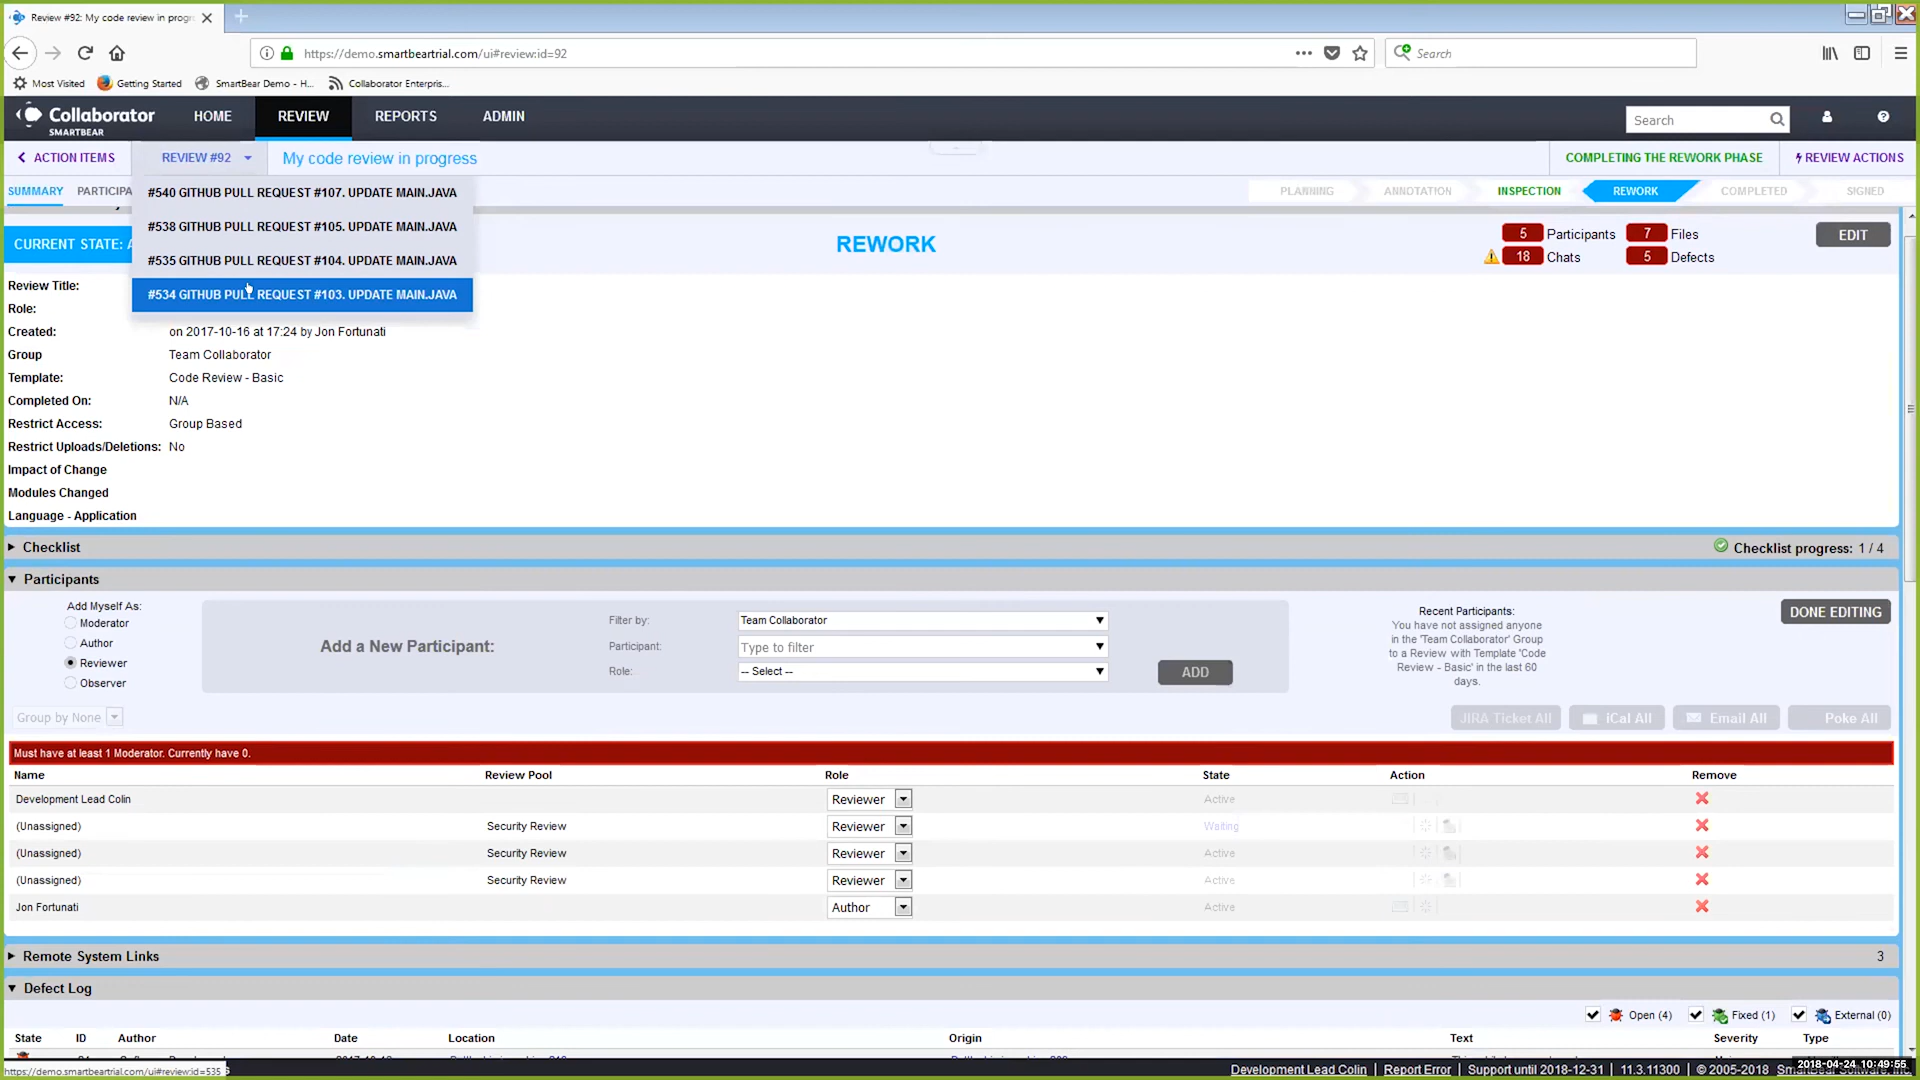 Review #92: My code review in progr
https://demo.smartbeartrial.com/ui#review:id=92
Search
Most Visited
Getting Started
SmartBear Demo - H...
Collaborator Enterpris...
Collaborator
SMARTBEAR
HOME
REVIEW
REPORTS
ADMIN
Search
ACTION ITEMS
REVIEW #92
My code review in progress
COMPLETING THE REWORK PHASE
REVIEW ACTIONS
SUMMARY
PARTICIPA
#540 GITHUB PULL REQUEST #107. UPDATE MAIN.JAVA
PLANNING
ANNOTATION
INSPECTION
REWORK
COMPLETED
SIGNED
#538 GITHUB PULL REQUEST #105. UPDATE MAIN.JAVA
#535 GITHUB PULL REQUEST #104. UPDATE MAIN.JAVA
#534 GITHUB PULL REQUEST #103. UPDATE MAIN.JAVA
CURRENT STATE: A
REWORK
5 Participants
7 Files
18 Chats
5 Defects
EDIT
Review Title:
Role:
Created: on 2017-10-16 at 17:24 by Jon Fortunati
Group Team Collaborator
Template: Code Review - Basic
Completed On: N/A
Restrict Access: Group Based
Restrict Uploads/Deletions: No
Impact of Change
Modules Changed
Language - Application
Checklist
Checklist progress: 1 / 4
Participants
Add Myself As:
Moderator
Author
Reviewer
Observer
Add a New Participant:
Filter by: Team Collaborator
Participant: Type to filter
Role: -- Select --
ADD
Recent Participants:
You have not assigned anyone
in the 'Team Collaborator' Group
to a Review with Template 'Code
Review - Basic' in the last 60
days.
DONE EDITING
Group by None
JIRA Ticket All
iCal All
Email All
Poke All
Must have at least 1 Moderator. Currently have 0.
Name Review Pool Role State Action Remove
Development Lead Colin Reviewer Active
(Unassigned) Security Review Reviewer Waiting
(Unassigned) Security Review Reviewer Active
(Unassigned) Security Review Reviewer Active
Jon Fortunati Author Active
Remote System Links 3
Defect Log
Open (4) Fixed (1) External (0)
State ID Author Date Location Origin Text Severity Type
https://demo.smartbeartrial.com/ui#review:id=535
Development Lead Colin | Report Error | Support until 2018-12-31 | 11.3.11300 | © 2005-2018 SmartBear Software, Inc.
2018-04-24 10:49:55